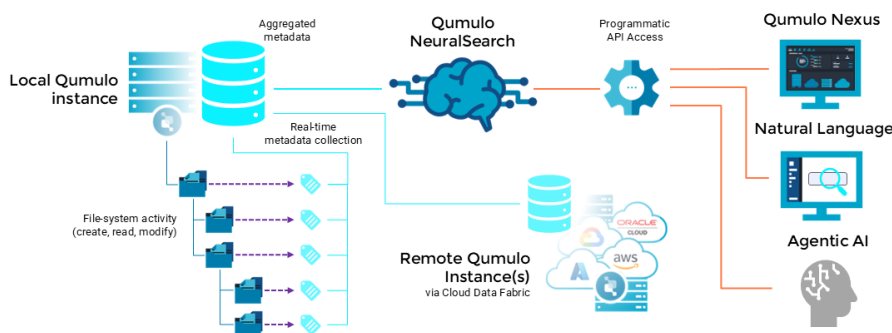 Aggregated
metadata
Qumulo
NeuralSearch
Programmatic
API Access
Qumulo Nexus
Local Qumulo
instance
Real-time
metadata collection
Natural Language
File-system activity
(create, read, modify)
ORACLE
CLOUD
aws
Remote Qumulo
Instance(s)
via Cloud Data Fabric
Agentic AI